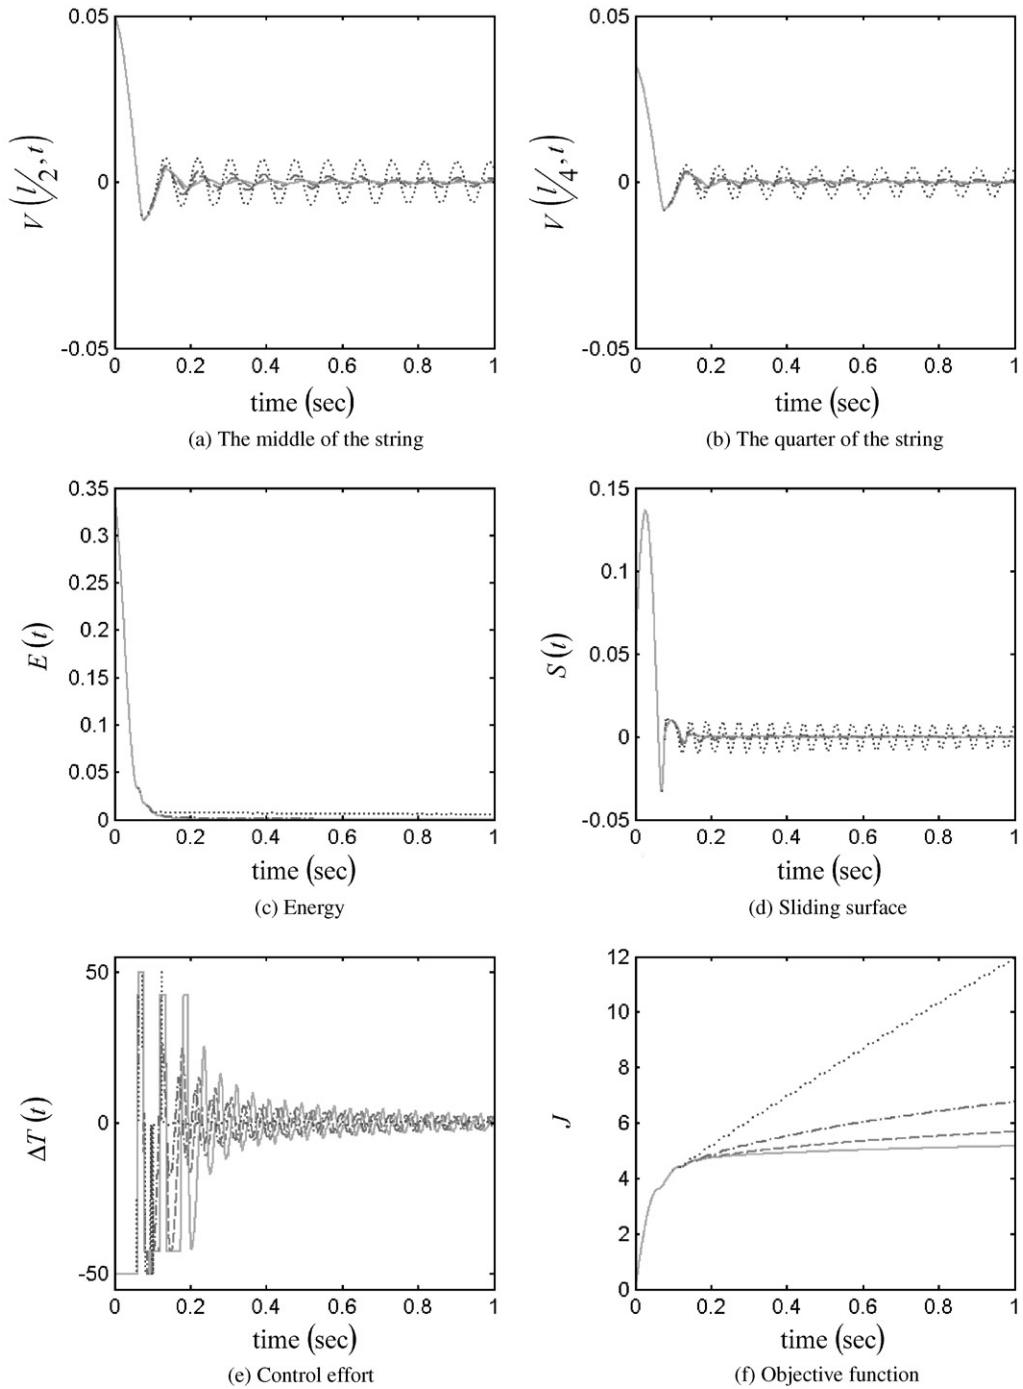 0.05
0
-0.05
V (l/2, t)
0 0.2 0.4 0.6 0.8 1
time (sec)
(a) The middle of the string
0.05
0
-0.05
V (l/4, t)
0 0.2 0.4 0.6 0.8 1
time (sec)
(b) The quarter of the string
0.35
0.3
0.25
0.2
0.15
0.1
0.05
0
E (t)
0 0.2 0.4 0.6 0.8 1
time (sec)
(c) Energy
0.15
0.1
0.05
0
-0.05
S (t)
0 0.2 0.4 0.6 0.8 1
time (sec)
(d) Sliding surface
50
0
-50
ΔT (t)
0 0.2 0.4 0.6 0.8 1
time (sec)
(e) Control effort
12
10
8
6
4
2
0
J
0 0.2 0.4 0.6 0.8 1
time (sec)
(f) Objective function